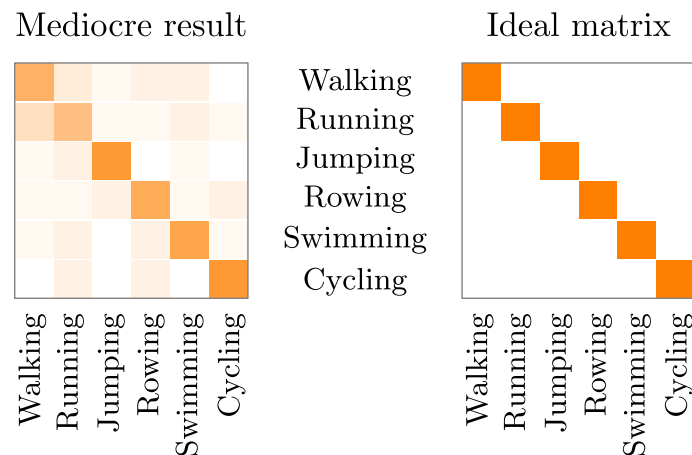 Mediocre result
Ideal matrix
Walking
Running
Jumping
Rowing
Swimming
Cycling
Walking
Running
Jumping
Rowing
Swimming
Cycling
Walking
Running
Jumping
Rowing
Swimming
Cycling